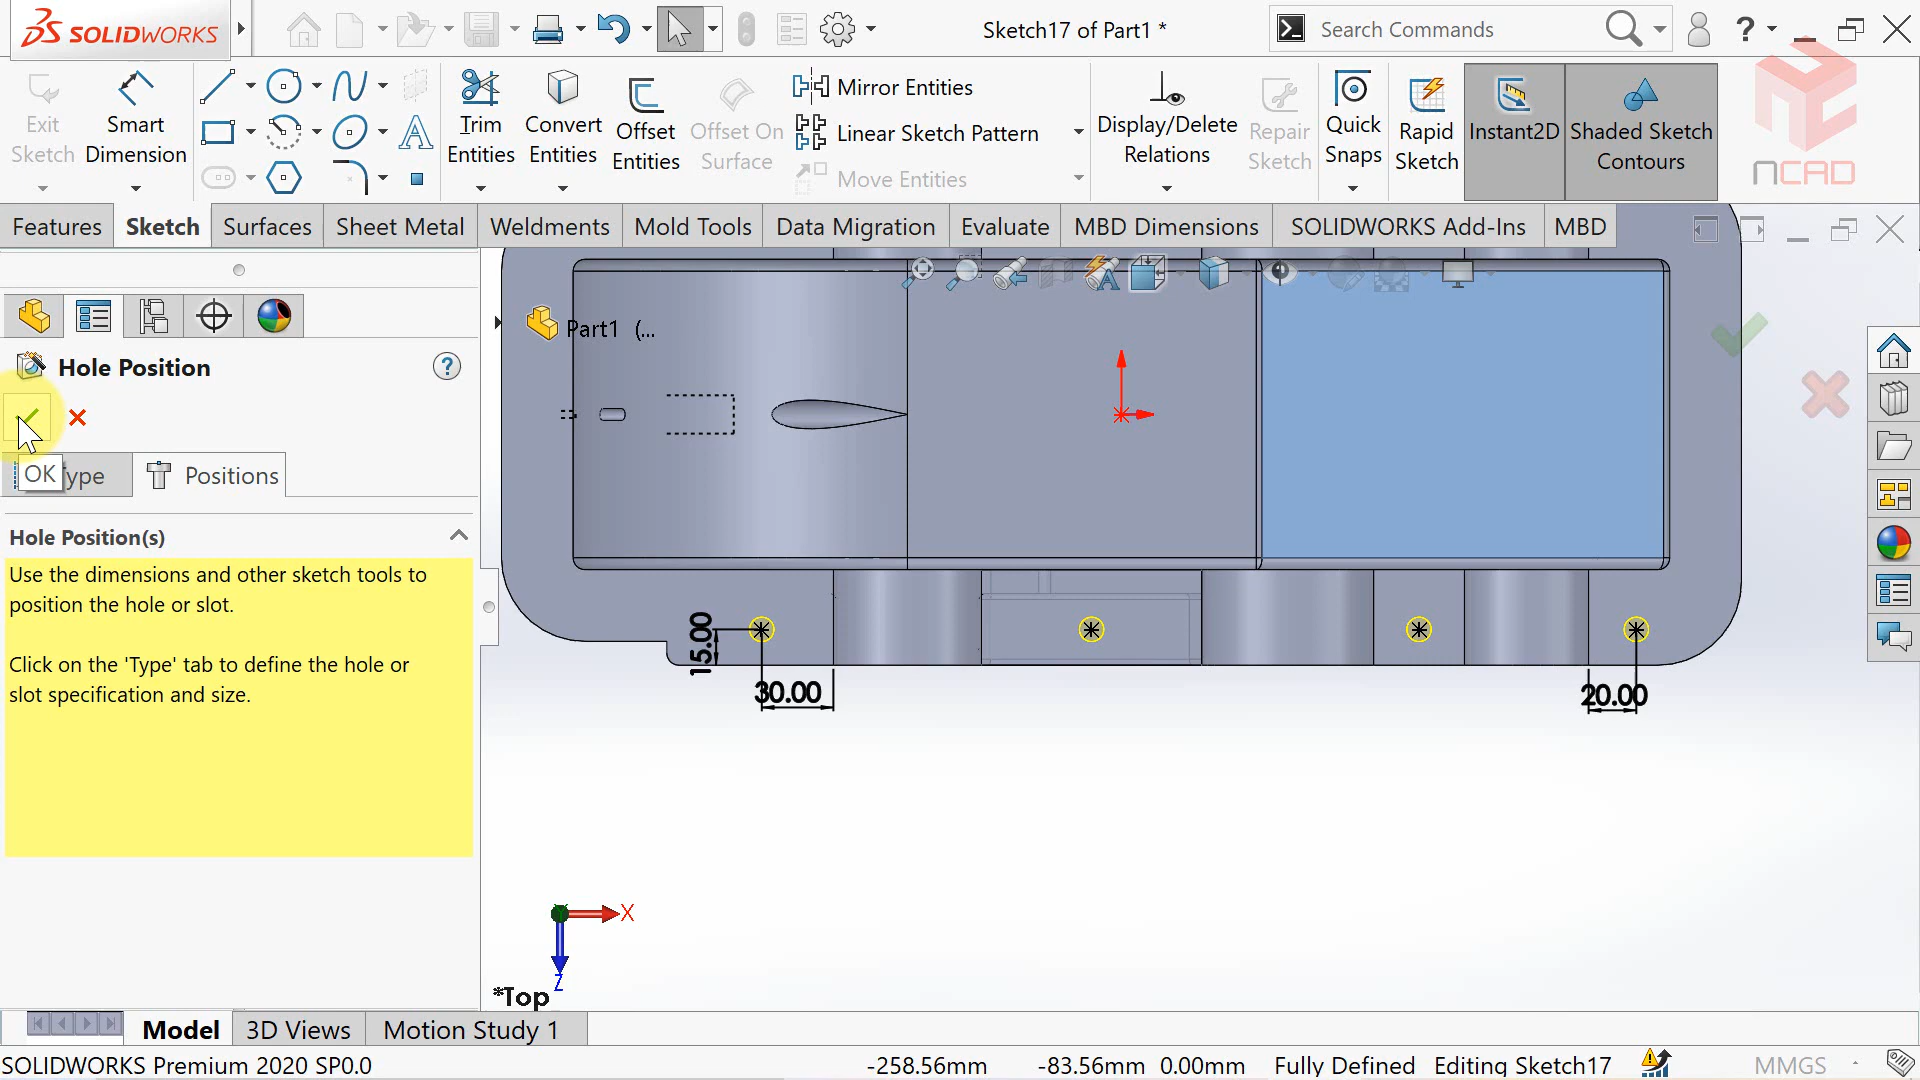 SOLIDWORKS
Sketch17 of Part1 *
Search Commands
?
Exit Sketch
Smart Dimension
Trim Entities
Convert Entities
Offset Entities
Offset On Surface
Mirror Entities
Linear Sketch Pattern
Move Entities
Display/Delete Relations
Repair Sketch
Quick Snaps
Rapid Sketch
Instant2D
Shaded Sketch Contours
NCAD
Features Sketch Surfaces Sheet Metal Weldments Mold Tools Data Migration Evaluate MBD Dimensions SOLIDWORKS Add-Ins MBD
Part1 (...
Hole Position
?
OK
ype
Positions
Hole Position(s)
Use the dimensions and other sketch tools to
position the hole or slot.
Click on the 'Type' tab to define the hole or
slot specification and size.
15.00
30.00
20.00
X
Z
*Top
Model 3D Views Motion Study 1
SOLIDWORKS Premium 2020 SP0.0
-258.56mm -83.56mm 0.00mm Fully Defined Editing Sketch17 MMGS